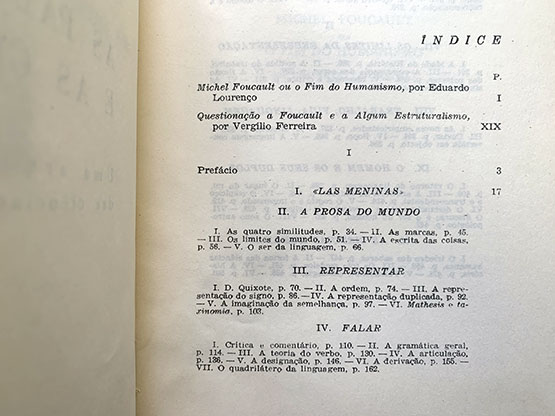 INDICE
P.
Michel Foucault ou o Fim do Humanismo, por Eduardo
Lourenço I
Questionação a Foucault e a Algum Estruturalismo,
por Vergílio Ferreira XIX
I
Prefácio 3
I. «LAS MENINAS» 17
II. A PROSA DO MUNDO
I. As quatro similitudes, p. 34. — II. As marcas, p. 45.
— III. Os limites do mundo, p. 51. — IV. A escrita das coisas,
p. 56. — V. O ser da linguagem, p. 66.
III. REPRESENTAR
I. D. Quixote, p. 70. — II. A ordem, p. 74. — III. A repre-
sentação do signo, p. 86. — IV. A representação duplicada, p. 92.
— V. A imaginação da semelhança, p. 97. — VI. Mathesis e ta-
xinomia, p. 103.
IV. FALAR
I. Crítica e comentário, p. 110. — II. A gramática geral,
p. 114. — III. A teoria do verbo, p. 130. — IV. A articulação,
p. 136. — V. A designação, p. 146. — VI. A derivação, p. 155. —
VII. O quadrilátero da linguagem, p. 162.